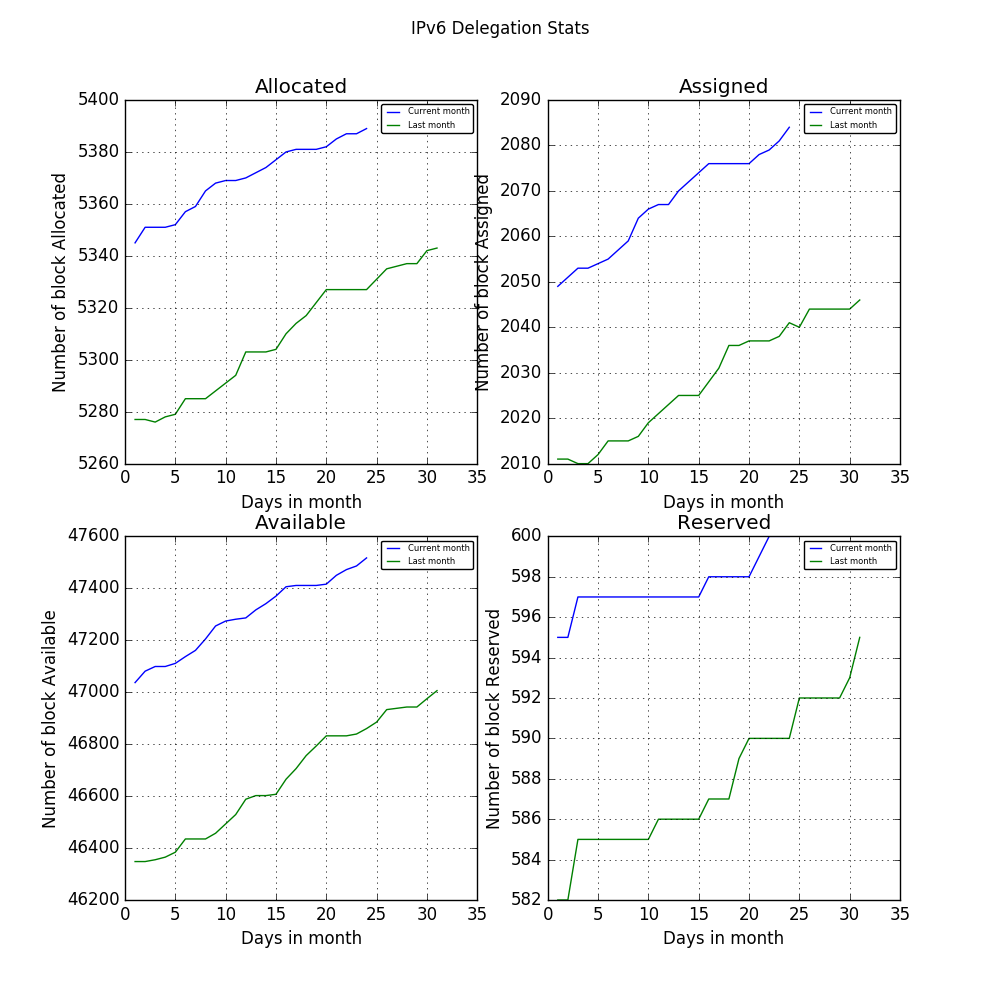 IPv6 Delegation Stats
Allocated
Number of block Allocated
5400
5380
5360
5340
5320
5300
5280
5260
Current month
Last month
0 5 10 15 20 25 30 35
Days in month
Assigned
Number of block Assigned
2090
2080
2070
2060
2050
2040
2030
2020
2010
Current month
Last month
0 5 10 15 20 25 30 35
Days in month
Available
Number of block Available
47600
47400
47200
47000
46800
46600
46400
46200
Current month
Last month
0 5 10 15 20 25 30 35
Days in month
Reserved
Number of block Reserved
600
598
596
594
592
590
588
586
584
582
Current month
Last month
0 5 10 15 20 25 30 35
Days in month